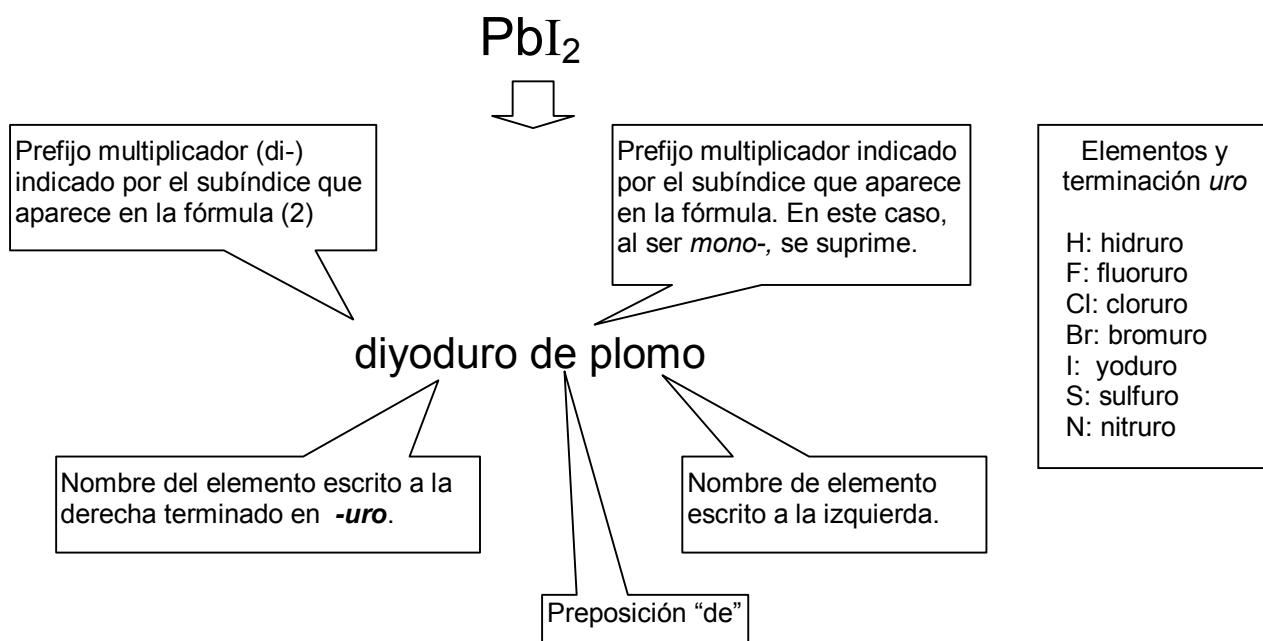 PbI₂
Prefijo multiplicador (di-)
indicado por el subíndice que
aparece en la fórmula (2)
Prefijo multiplicador indicado
por el subíndice que aparece
en la fórmula. En este caso,
al ser mono-, se suprime.
Elementos y
terminación uro
H: hidruro
F: fluoruro
Cl: cloruro
Br: bromuro
I: yoduro
S: sulfuro
N: nitruro
diyoduro de plomo
Nombre del elemento escrito a la
derecha terminado en -uro.
Nombre de elemento
escrito a la izquierda.
Preposición “de”